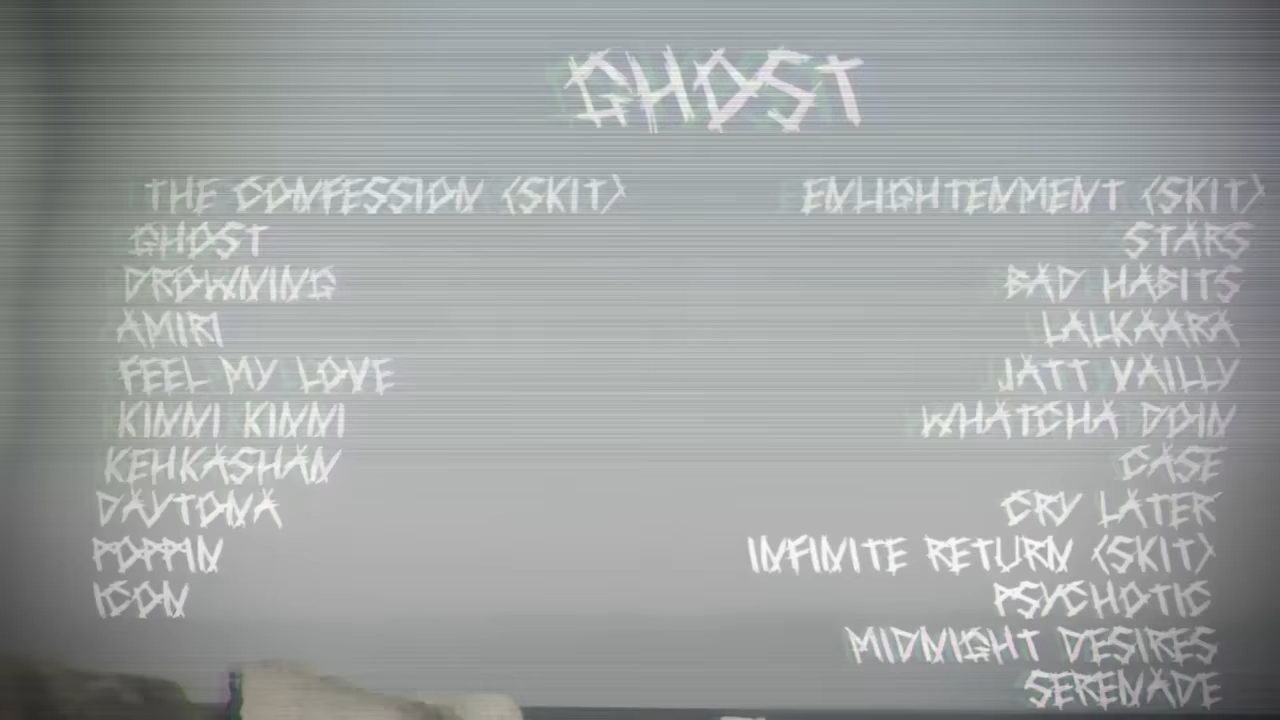 GHOST
THE CONFESSION (SKIT)
GHOST
DROWNING
AMIRI
FEEL MY LOVE
KINNI KINNI
KEHKASHAN
DAYTONA
POPPIN
ICON
ENLIGHTENMENT (SKIT)
STARS
BAD HABITS
LALKAARA
JATT VAILLY
WHATCHA DOIN
CASE
CRY LATER
INFINITE RETURN (SKIT)
PSYCHOTIC
MIDNIGHT DESIRES
SERENADE